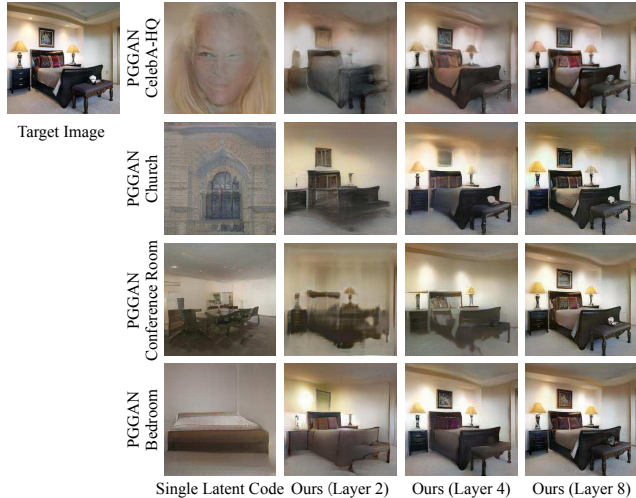 Target Image
PGGAN
CelebA-HQ
PGGAN
Church
PGGAN
Conference Room
PGGAN
Bedroom
Single Latent Code
Ours (Layer 2)
Ours (Layer 4)
Ours (Layer 8)